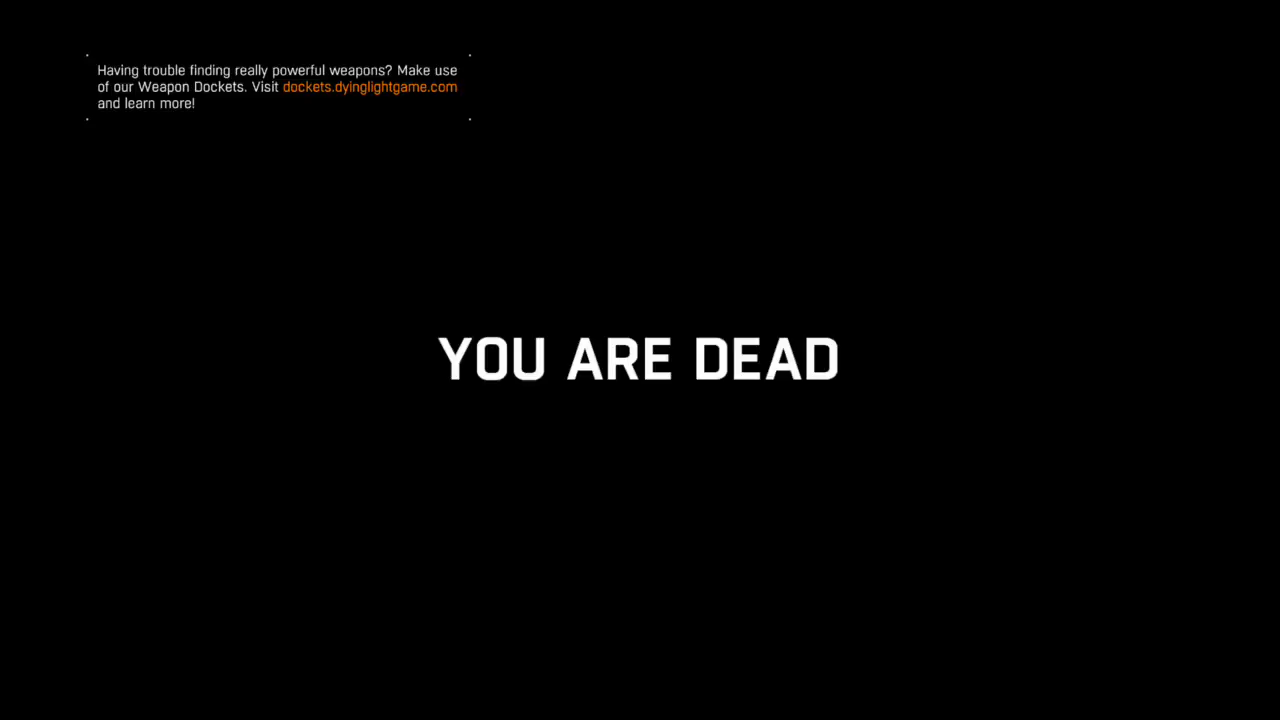 Having trouble finding really powerful weapons? Make use
of our Weapon Dockets. Visit dockets.dyinglightgame.com
and learn more!
YOU ARE DEAD